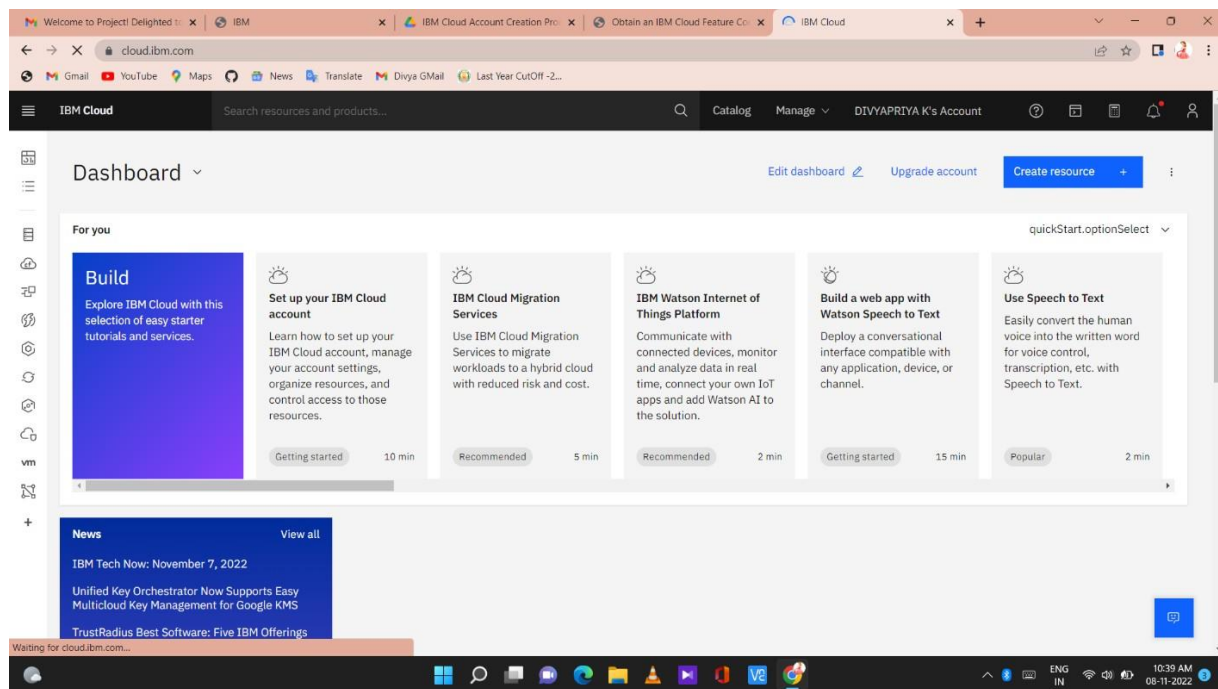 Welcome to Project! Delighted to
IBM
IBM Cloud Account Creation Pro
Obtain an IBM Cloud Feature Co
IBM Cloud
cloud.ibm.com
Gmail YouTube Maps News Translate Divya GMail Last Year CutOff -2...
IBM Cloud Search resources and products... Catalog Manage DIVYAPRIYA K's Account
Dashboard Edit dashboard Upgrade account Create resource +
For you quickStart.optionSelect
Build
Explore IBM Cloud with this
selection of easy starter
tutorials and services.
Set up your IBM Cloud
account
Learn how to set up your
IBM Cloud account, manage
your account settings,
organize resources, and
control access to those
resources.
Getting started 10 min
IBM Cloud Migration
Services
Use IBM Cloud Migration
Services to migrate
workloads to a hybrid cloud
with reduced risk and cost.
Recommended 5 min
IBM Watson Internet of
Things Platform
Communicate with
connected devices, monitor
and analyze data in real
time, connect your own IoT
apps and add Watson AI to
the solution.
Recommended 2 min
Build a web app with
Watson Speech to Text
Deploy a conversational
interface compatible with
any application, device, or
channel.
Getting started 15 min
Use Speech to Text
Easily convert the human
voice into the written word
for voice control,
transcription, etc. with
Speech to Text.
Popular 2 min
vm
News View all
IBM Tech Now: November 7, 2022
Unified Key Orchestrator Now Supports Easy
Multicloud Key Management for Google KMS
TrustRadius Best Software: Five IBM Offerings
Waiting for cloud.ibm.com...
ENG
IN
10:39 AM
08-11-2022
3